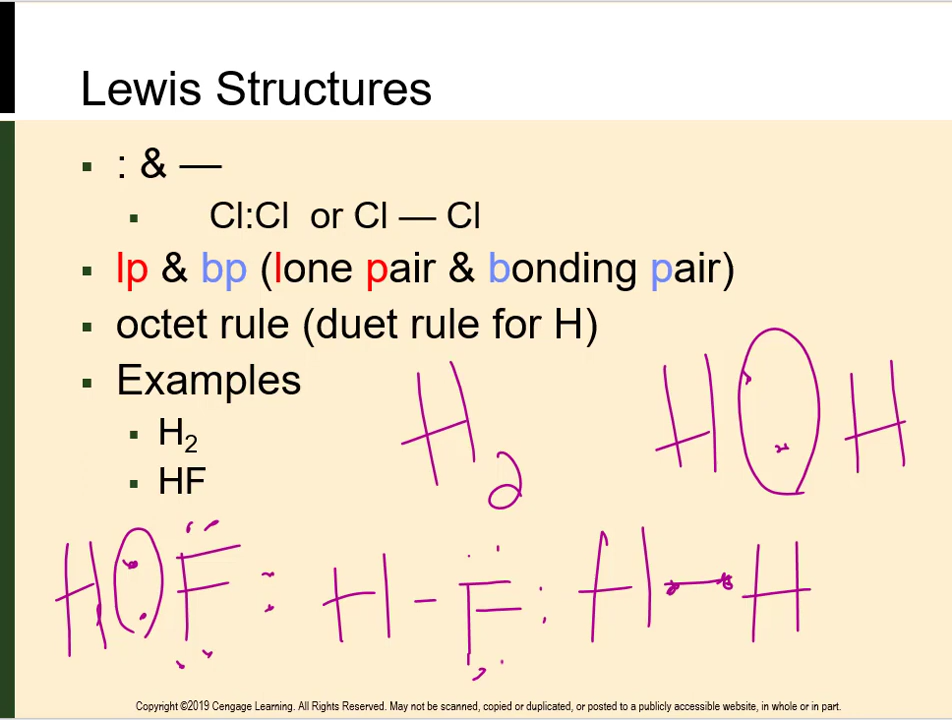 Lewis Structures
▪ : & —
▪ Cl:Cl or Cl — Cl
▪ lp & bp (lone pair & bonding pair)
▪ octet rule (duet rule for H)
▪ Examples
▪ H₂
▪ HF
H₂
H : H
H : F :
H - F :
H — H
Copyright ©2019 Cengage Learning. All Rights Reserved. May not be scanned, copied or duplicated, or posted to a publicly accessible website, in whole or in part.